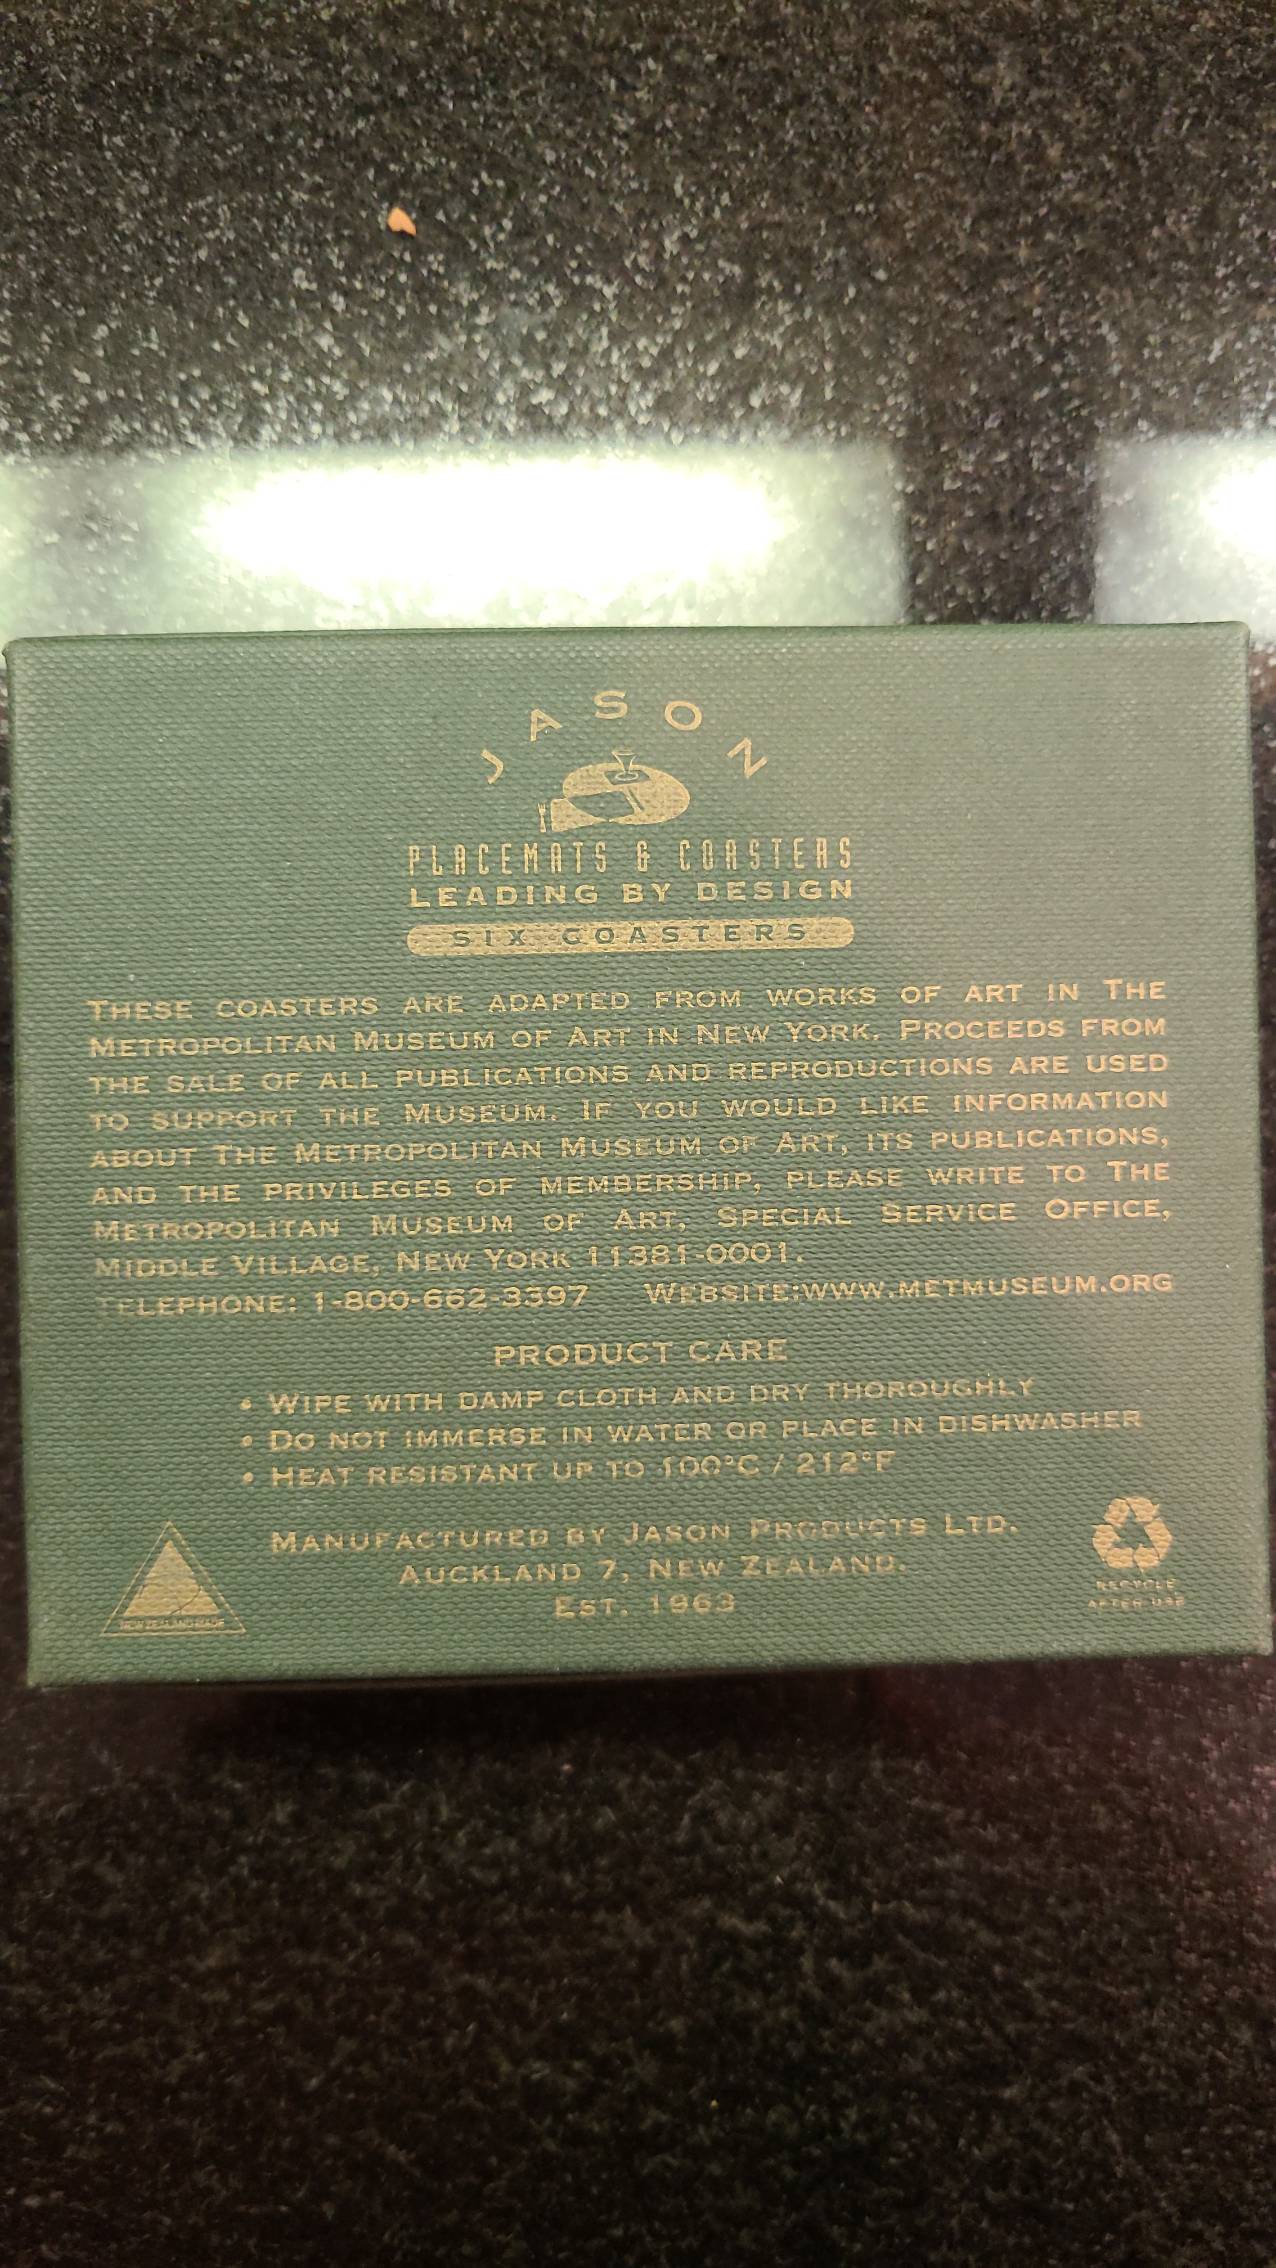 JASON
PLACEMATS & COASTERS
LEADING BY DESIGN
SIX COASTERS
THESE COASTERS ARE ADAPTED FROM WORKS OF ART IN THE
METROPOLITAN MUSEUM OF ART IN NEW YORK. PROCEEDS FROM
THE SALE OF ALL PUBLICATIONS AND REPRODUCTIONS ARE USED
TO SUPPORT THE MUSEUM. IF YOU WOULD LIKE INFORMATION
ABOUT THE METROPOLITAN MUSEUM OF ART, ITS PUBLICATIONS,
AND THE PRIVILEGES OF MEMBERSHIP, PLEASE WRITE TO THE
METROPOLITAN MUSEUM OF ART, SPECIAL SERVICE OFFICE,
MIDDLE VILLAGE, NEW YORK 11381-0001.
TELEPHONE: 1-800-662-3397 WEBSITE:WWW.METMUSEUM.ORG
PRODUCT CARE
• WIPE WITH DAMP CLOTH AND DRY THOROUGHLY
• DO NOT IMMERSE IN WATER OR PLACE IN DISHWASHER
• HEAT RESISTANT UP TO 100°C / 212°F
MANUFACTURED BY JASON PRODUCTS LTD.
AUCKLAND 7, NEW ZEALAND.
EST. 1963
NEW ZEALAND MADE
RECYCLE
AFTER USE